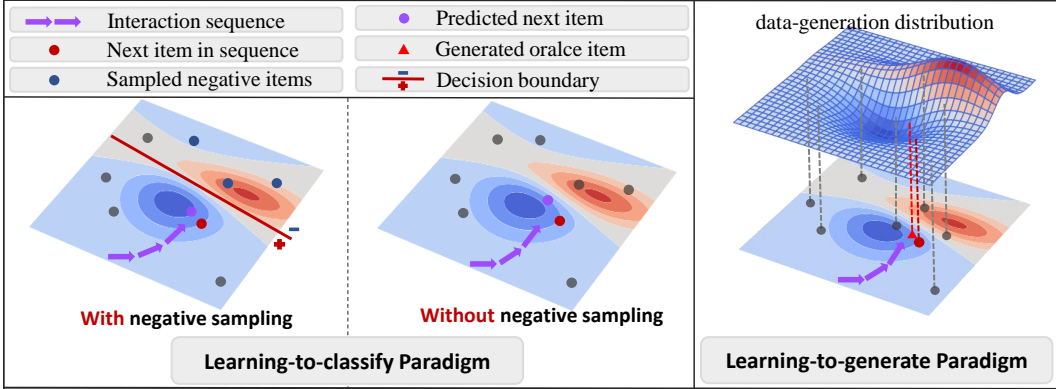 Interaction sequence
Predicted next item
Next item in sequence
Generated oralce item
Sampled negative items
Decision boundary
data-generation distribution
With negative sampling
Without negative sampling
Learning-to-classify Paradigm
Learning-to-generate Paradigm